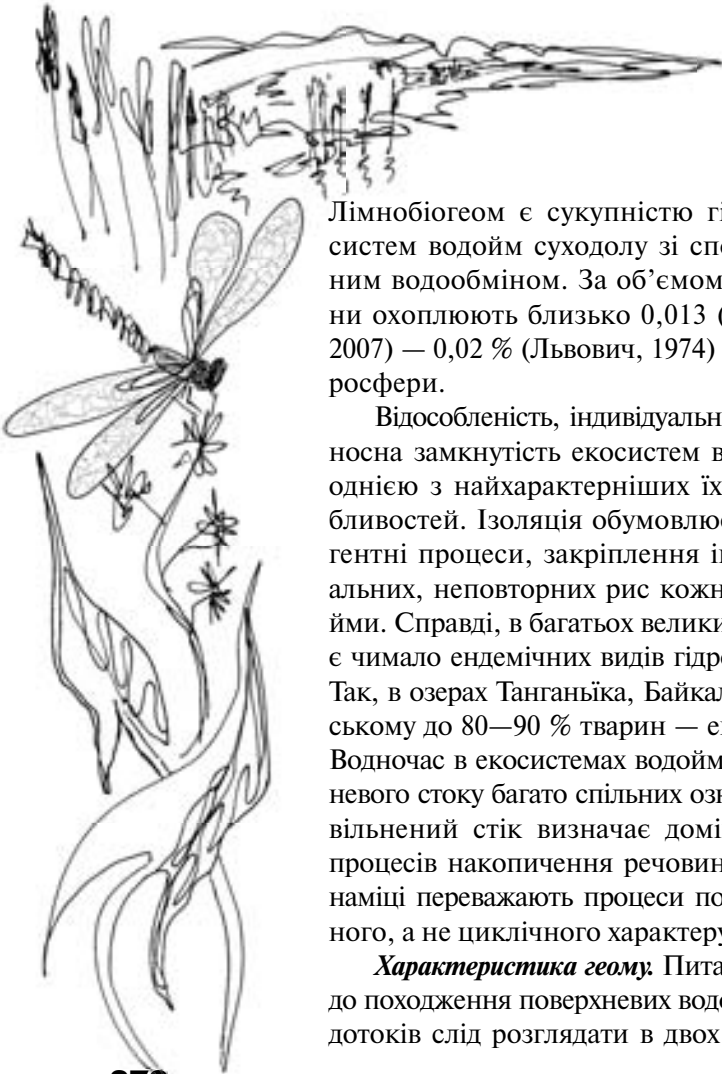 Лімнобіогеом є сукупністю гі
систем водойм суходолу зі спо
ним водообміном. За об’ємом
ни охоплюють близько 0,013 (
2007) — 0,02 % (Львович, 1974)
росфери.
Відособленість, індивідуальн
носна замкнутість екосистем в
однією з найхарактерніших їх
бливостей. Ізоляція обумовлює
гентні процеси, закріплення ін
альних, неповторних рис кожн
йми. Справді, в багатьох велики
є чимало ендемічних видів гідро
Так, в озерах Танганьїка, Байкал
ському до 80—90 % тварин — ен
Водночас в екосистемах водойм
невого стоку багато спільних озн
вільнений стік визначає домі
процесів накопичення речовин
наміці переважають процеси по
ного, а не циклічного характеру
Характеристика геому. Пита
до походження поверхневих водо
дотоків слід розглядати в двох